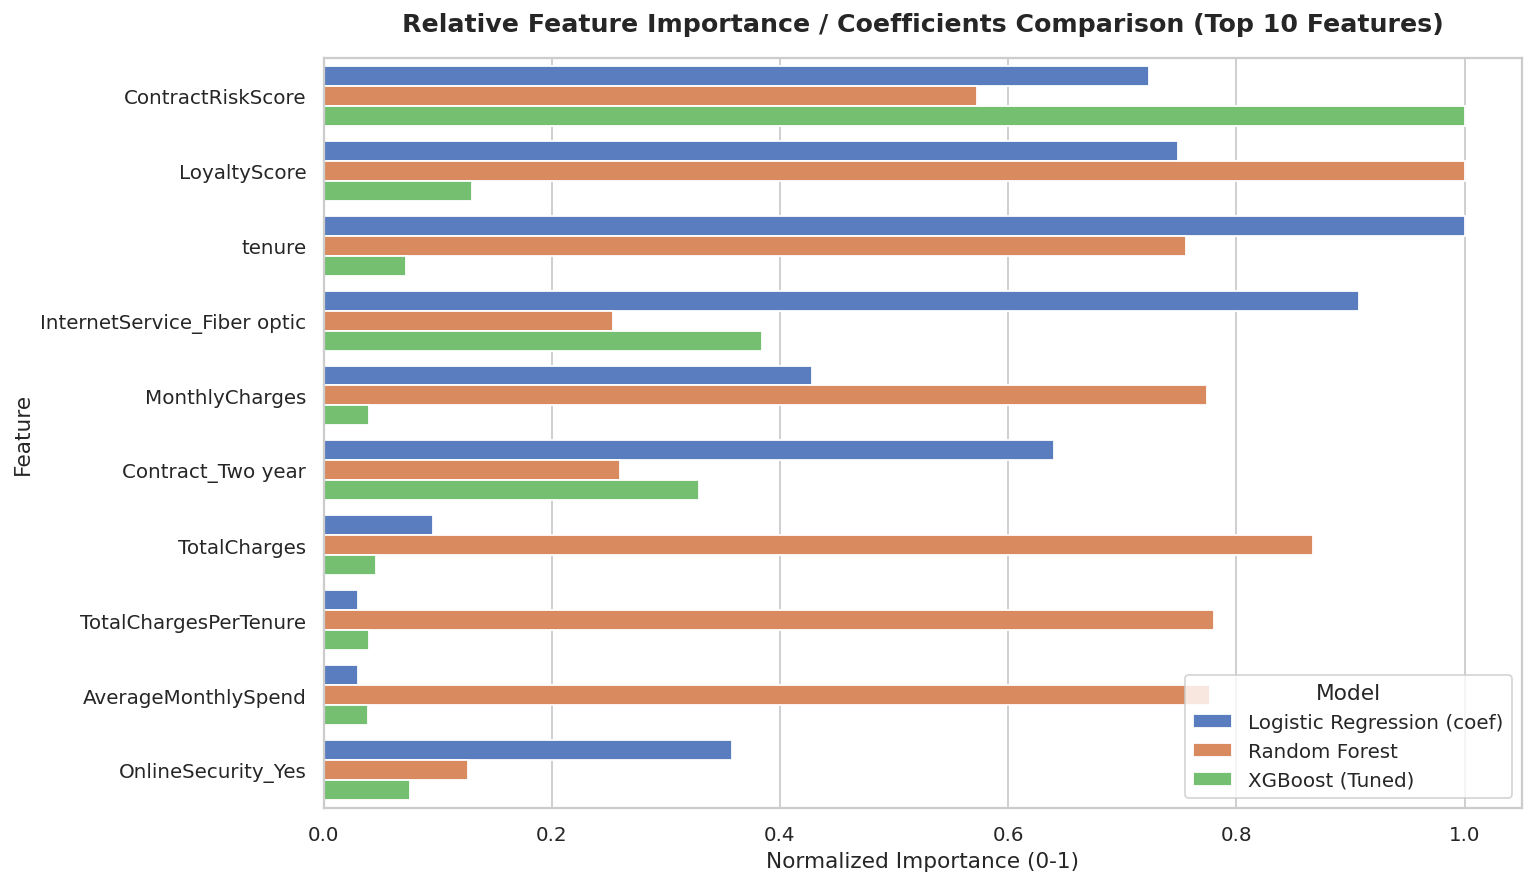 Relative Feature Importance / Coefficients Comparison (Top 10 Features)
ContractRiskScore
LoyaltyScore
tenure
InternetService_Fiber optic
MonthlyCharges
Contract_Two year
TotalCharges
TotalChargesPerTenure
AverageMonthlySpend
OnlineSecurity_Yes
Feature
Model
Logistic Regression (coef)
Random Forest
XGBoost (Tuned)
0.0 0.2 0.4 0.6 0.8 1.0
Normalized Importance (0-1)